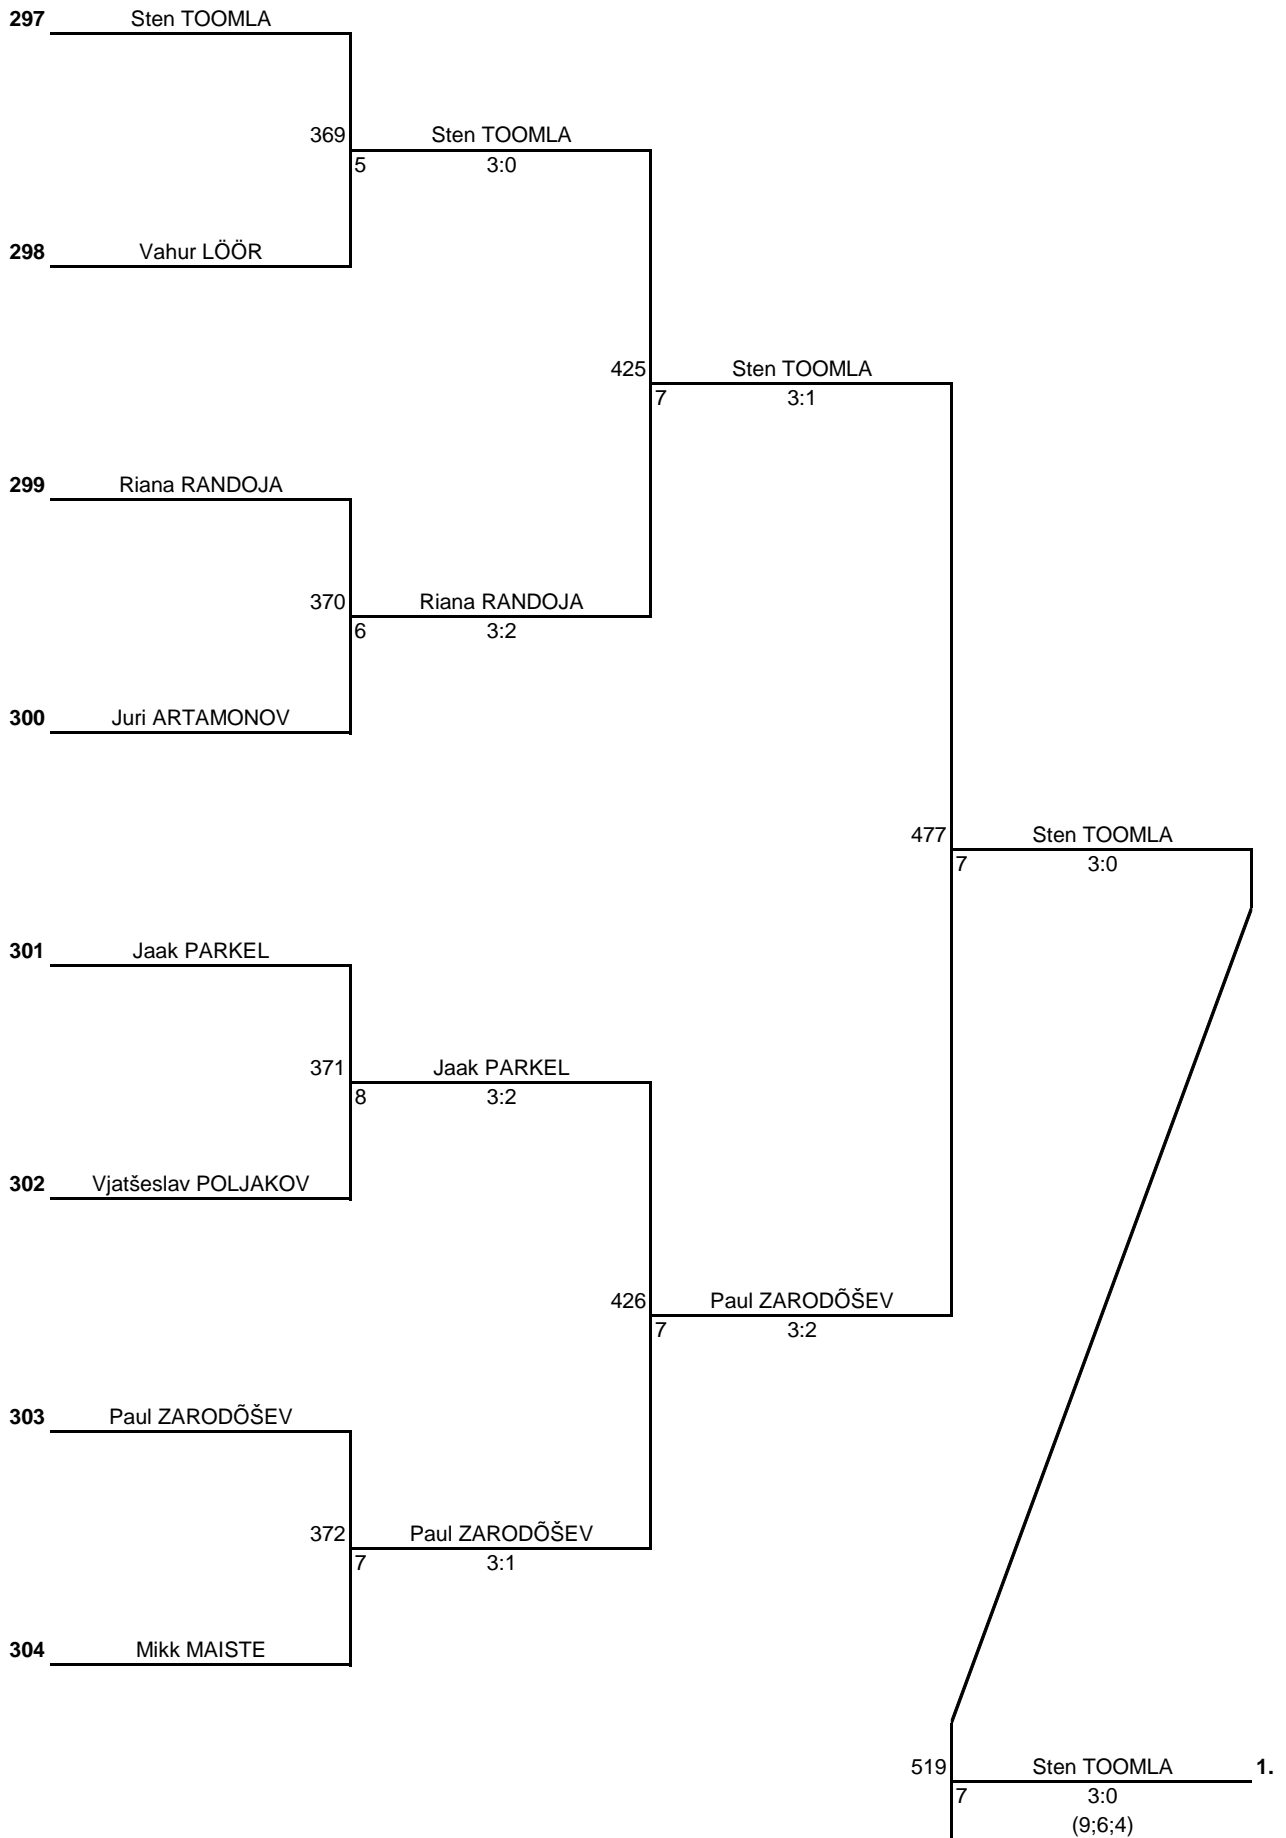 297 Sten TOOMLA
369 Sten TOOMLA
5 3:0
298 Vahur LÖÖR
425 Sten TOOMLA
7 3:1
299 Riana RANDOJA
370 Riana RANDOJA
6 3:2
300 Juri ARTAMONOV
477 Sten TOOMLA
7 3:0
301 Jaak PARKEL
371 Jaak PARKEL
8 3:2
302 Vjatšeslav POLJAKOV
426 Paul ZARODÕŠEV
7 3:2
303 Paul ZARODÕŠEV
372 Paul ZARODÕŠEV
7 3:1
304 Mikk MAISTE
519 Sten TOOMLA 1.
7 3:0
(9;6;4)